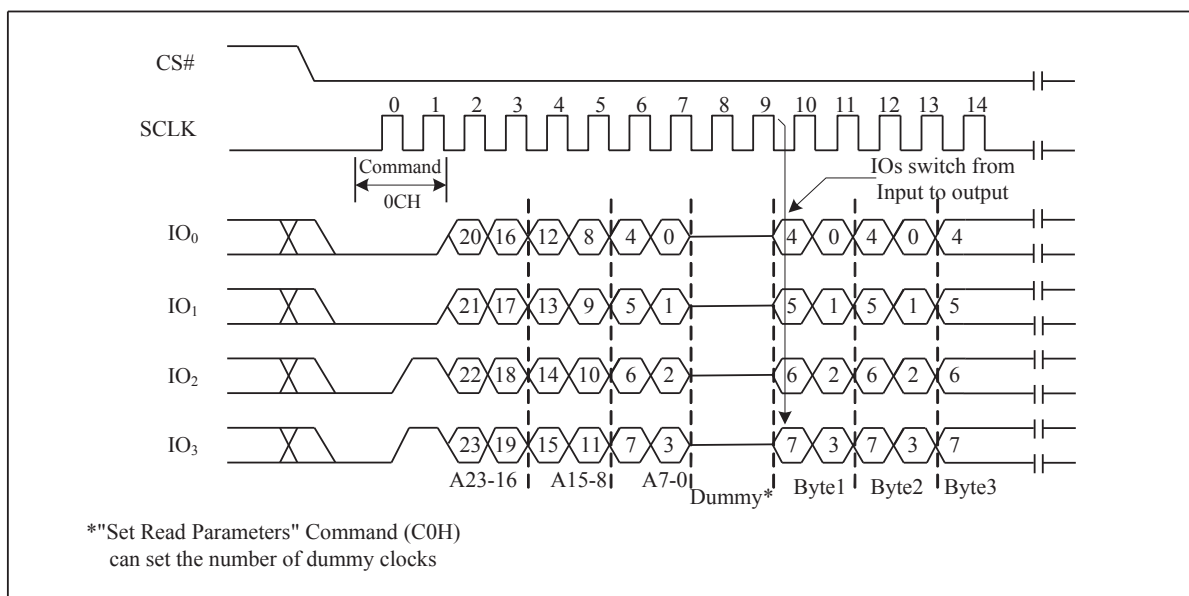 CS#
0 1 2 3 4 5 6 7 8 9 10 11 12 13 14
SCLK
Command
0CH
IOs switch from
Input to output
IO0 20 16 12 8 4 0 4 0 4 0 4
IO1 21 17 13 9 5 1 5 1 5 1 5
IO2 22 18 14 10 6 2 6 2 6 2 6
IO3 23 19 15 11 7 3 7 3 7 3 7
A23-16 A15-8 A7-0 Dummy* Byte1 Byte2 Byte3
*"Set Read Parameters" Command (C0H)
can set the number of dummy clocks